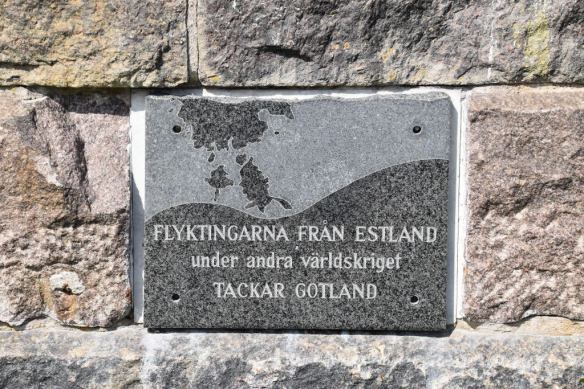 FLYKTINGARNA FRÅN ESTLAND
under andra världskriget
TACKAR GOTLAND